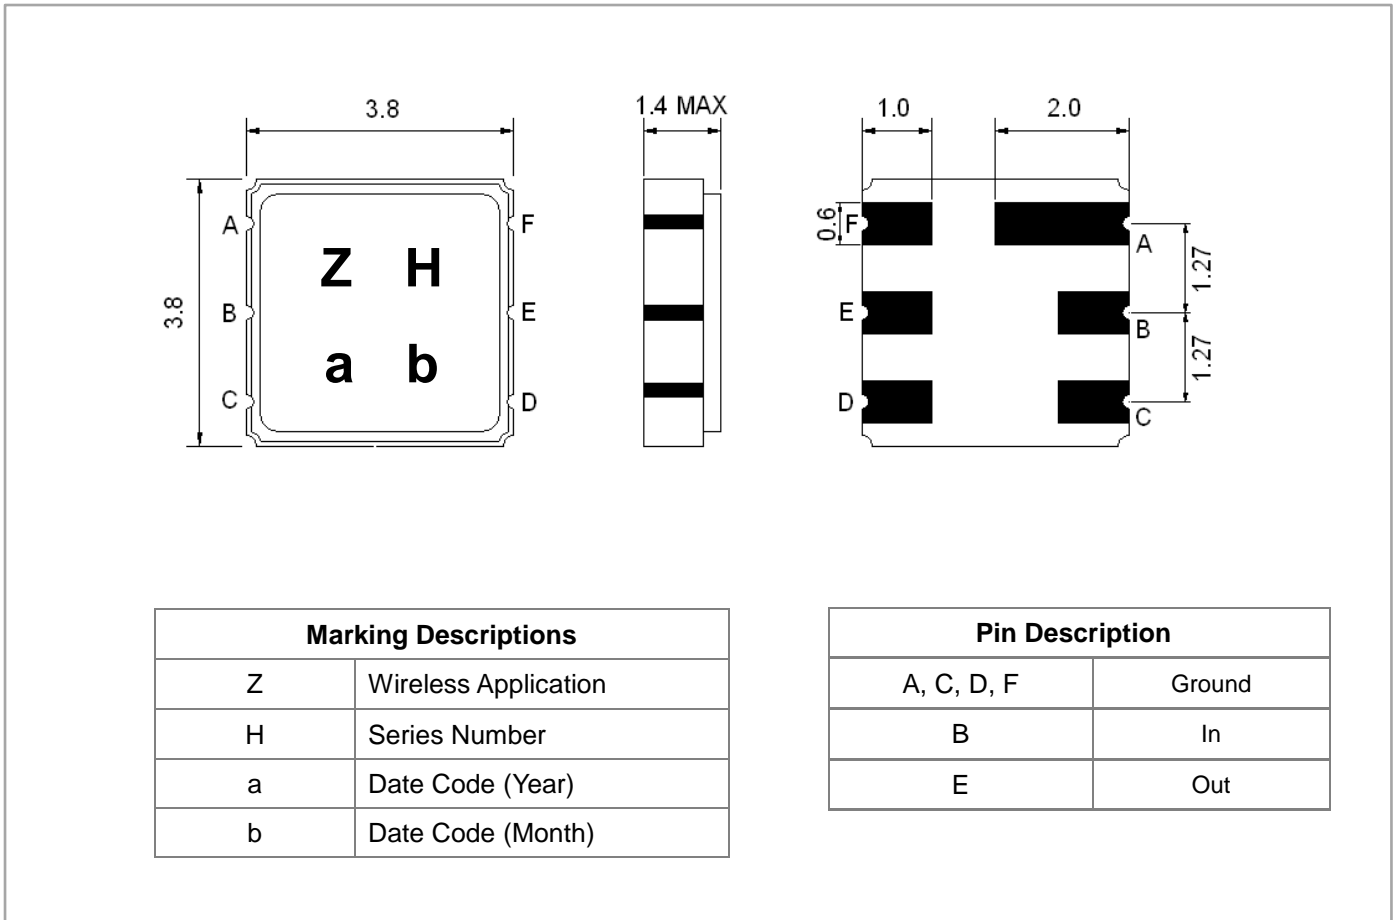 3.8
1.4 MAX
1.0
2.0
A
F
Z H
B
E
3.8
a b
C
D
0.6
F
A
1.27
E
B
1.27
D
C
Marking Descriptions
Z Wireless Application
H Series Number
a Date Code (Year)
b Date Code (Month)
Pin Description
A, C, D, F Ground
B In
E Out